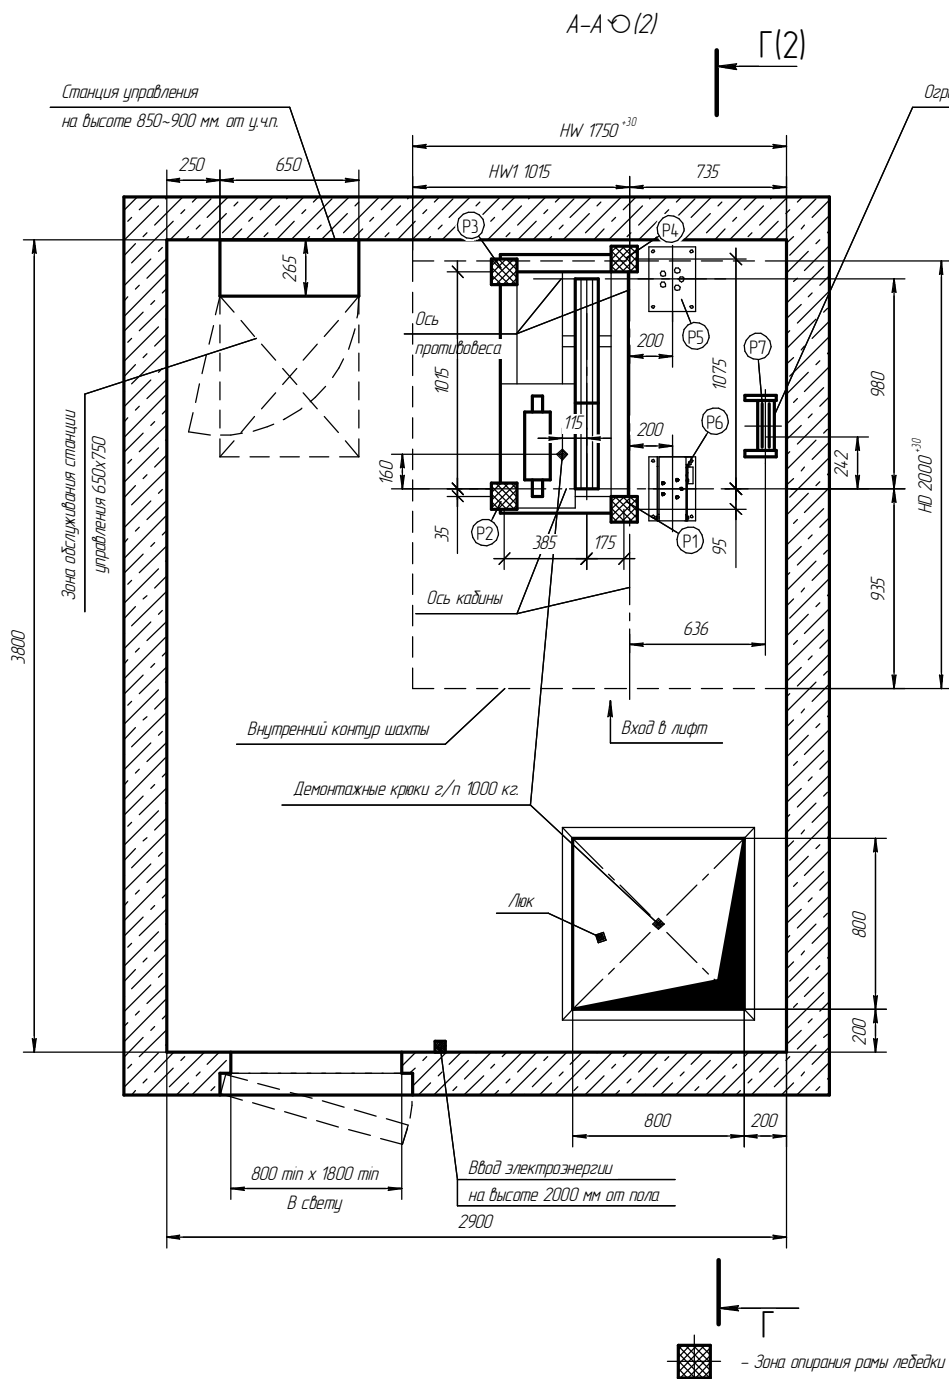 А-А (2)
Г(2)
Станция управления
на высоте 850~900 мм. от у.ч.п.
Огр
HW 1750 +30
250
650
HW1 1015
735
P3
P4
265
Ось
противовеса
P5
200
1015
1075
980
P7
115
200
P6
160
242
HD 2000 +30
35
P2
385
175
P1
95
Зона обслуживания станции
управления 650х750
Ось кабины
935
636
3800
Внутренний контур шахты
Вход в лифт
Демонтажные крюки г/п 1000 кг.
Люк
800
200
800
200
800 min x 1800 min
В свету
Ввод электроэнергии
на высоте 2000 мм от пола
2900
Г
- Зона опирания рамы лебедки